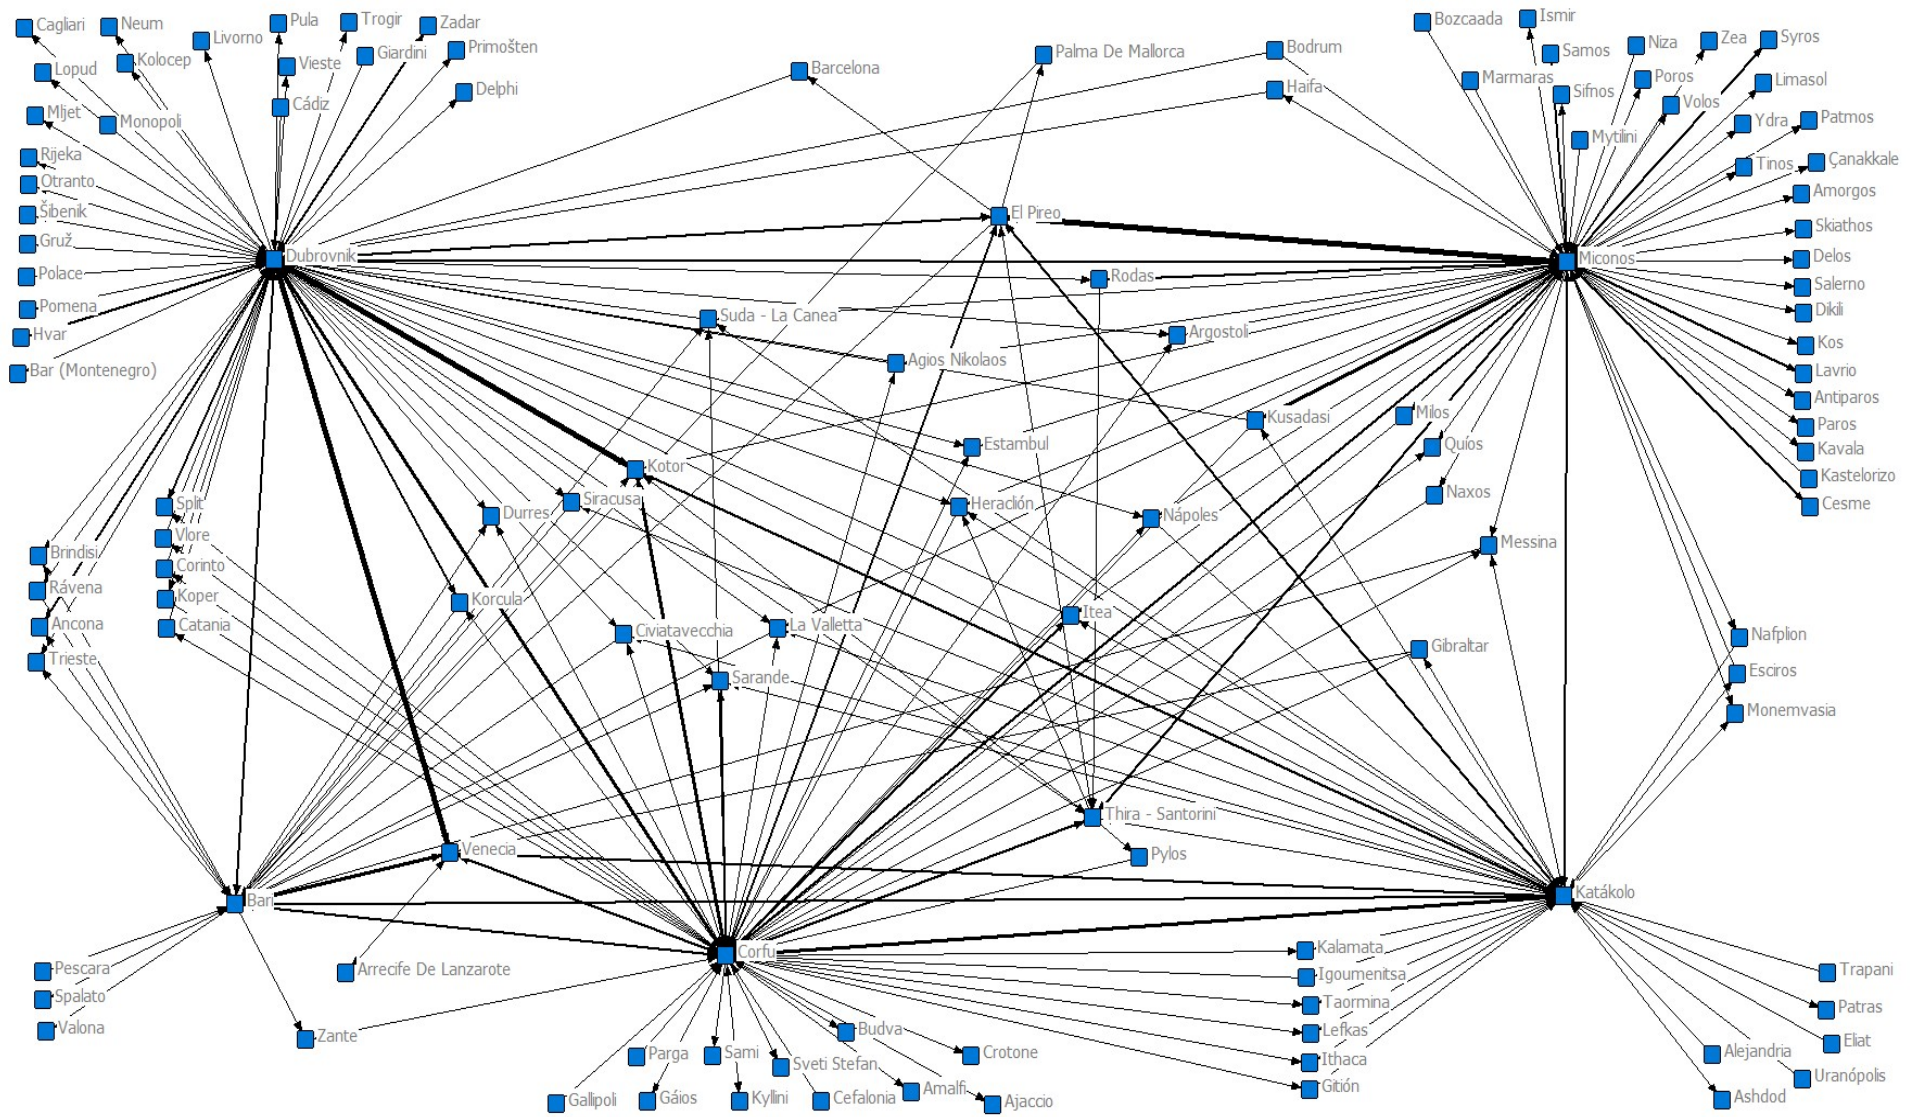 Cagliari
Neum
Livorno
Pula
Trogir
Zadar
Kolocep
Vieste
Giardini
Primošten
Lopud
Cádiz
Delphi
Mljet
Monopoli
Rijeka
Otranto
Šibenik
Gruž
Polace
Pomena
Hvar
Bar (Montenegro)
Dubrovnik
Barcelona
Palma De Mallorca
Bodrum
Haifa
El Pireo
Rodas
Suda - La Canea
Argostoli
Agios Nikolaos
Bozcaada
Ismir
Samos
Niza
Zea
Syros
Marmaras
Sifnos
Poros
Limasol
Volos
Ydra
Patmos
Mytilini
Tinos
Çanakkale
Amorgos
Skiathos
Miconos
Delos
Salerno
Dikili
Kos
Lavrio
Antiparos
Paros
Kavala
Kastelorizo
Cesme
Kusadasi
Milos
Quíos
Naxos
Estambul
Kotor
Siracusa
Durres
Heraclión
Nápoles
Messina
Split
Vlore
Corinto
Koper
Catania
Brindisi
Rávena
Ancona
Trieste
Korcula
Civiatavecchia
La Valletta
Itea
Gibraltar
Sarande
Nafplion
Esciros
Monemvasia
Thira - Santorini
Pylos
Venecia
Bari
Katákolo
Corfu
Pescara
Spalato
Valona
Arrecife De Lanzarote
Zante
Kalamata
Igoumenitsa
Taormina
Lefkas
Ithaca
Gitión
Parga
Sami
Budva
Sveti Stefan
Crotone
Gallipoli
Gáios
Kyllini
Cefalonia
Amalfi
Ajaccio
Trapani
Patras
Eliat
Alejandria
Uranópolis
Ashdod